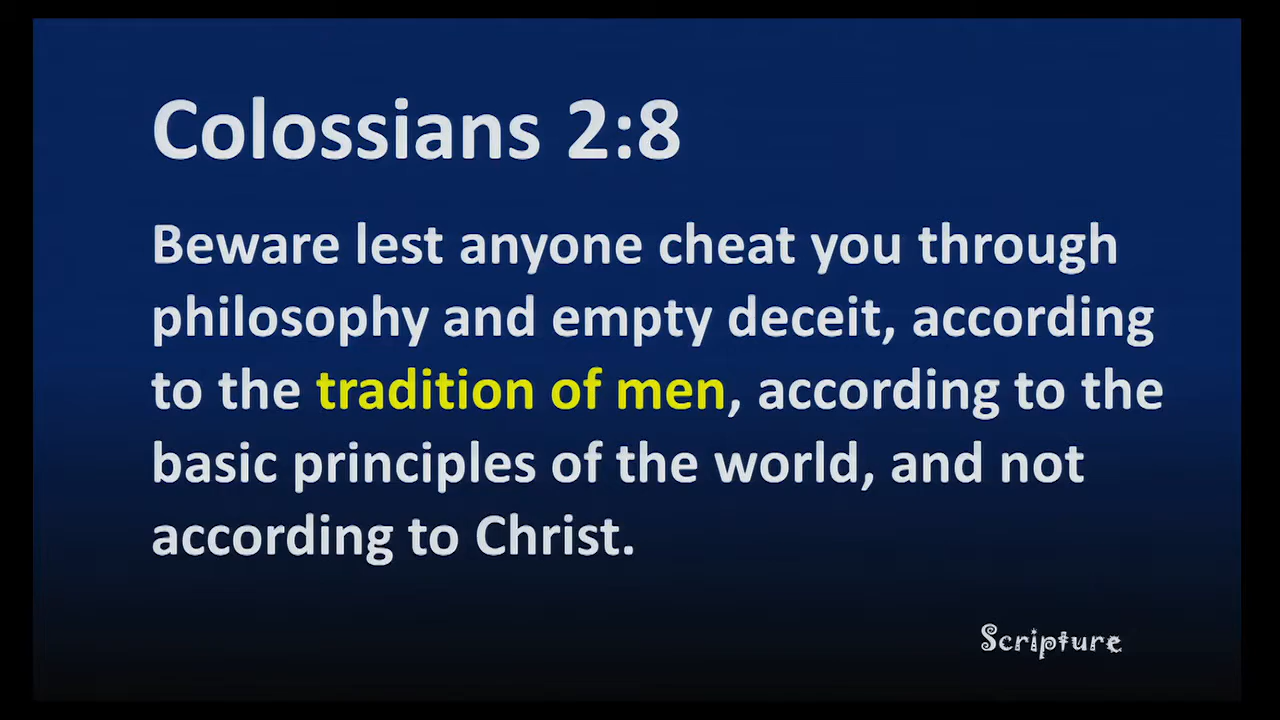 Colossians 2:8
Beware lest anyone cheat you through
philosophy and empty deceit, according
to the tradition of men, according to the
basic principles of the world, and not
according to Christ.
Scripture